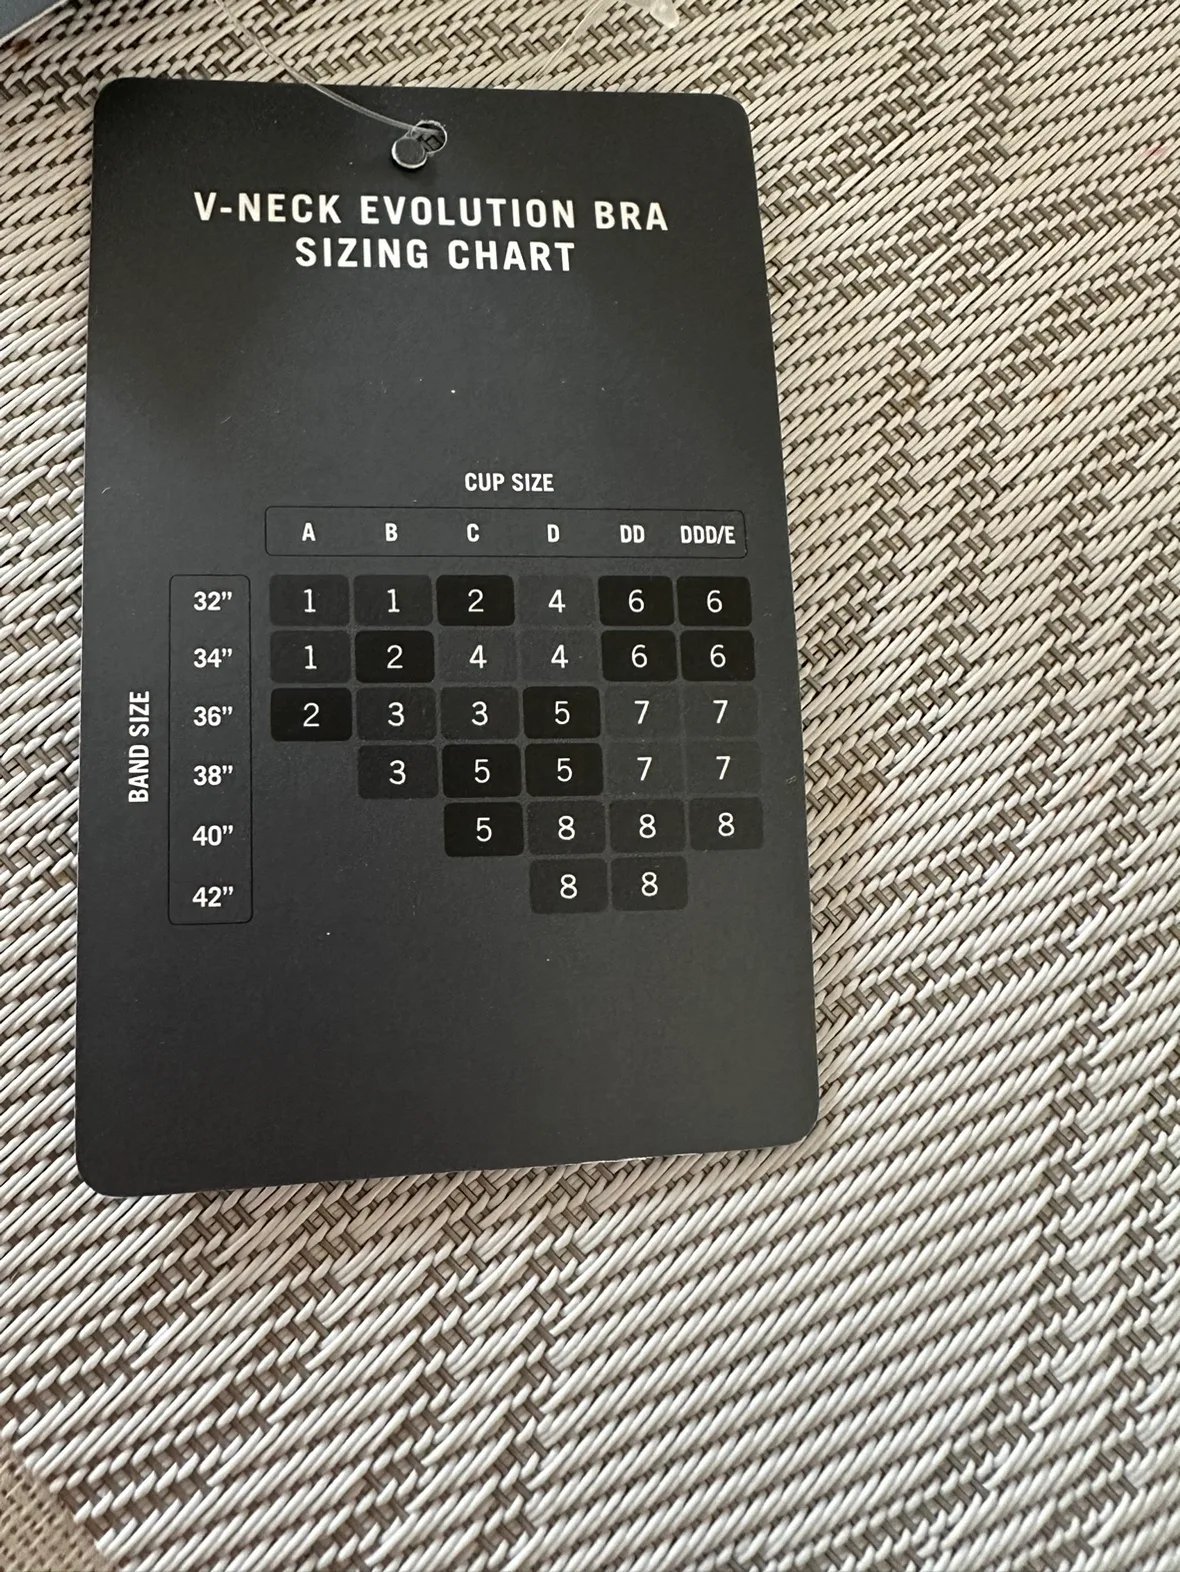 V-NECK EVOLUTION BRA
SIZING CHART
CUP SIZE
A B C D DD DDD/E
BAND SIZE
32” 1 1 2 4 6 6
34” 1 2 4 4 6 6
36” 2 3 3 5 7 7
38” 3 5 5 7 7
40” 5 8 8 8
42” 8 8